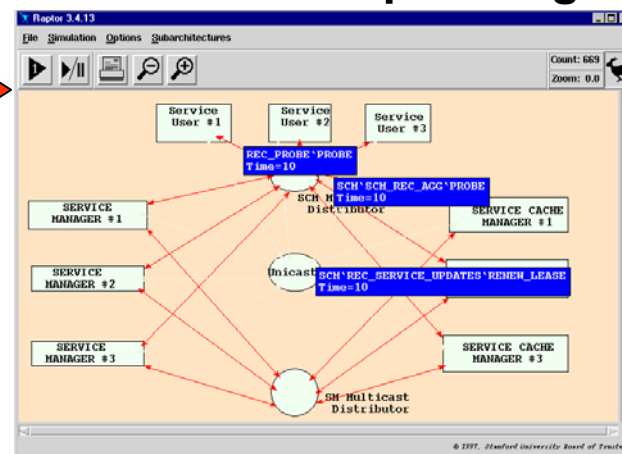 Raptor 3.4.13
File Simulation Options Subarchitectures
Count: 669
Zoom: 0.0
Service
User #1
Service
User #2
Service
User #3
REC_PROBE`PROBE
Time=10
SCH`SCH_REC_AGG`PROBE
Time=10
SCM M
Distributor
SERVICE
MANAGER #1
SERVICE CACHE
MANAGER #1
SERVICE
MANAGER #2
Unicast
SCH`REC_SERVICE_UPDATES`RENEW_LEASE
Time=10
SERVICE
MANAGER #3
SERVICE CACHE
MANAGER #3
SM Multicast
Distributor
© 1997, Stanford University Board of Truste